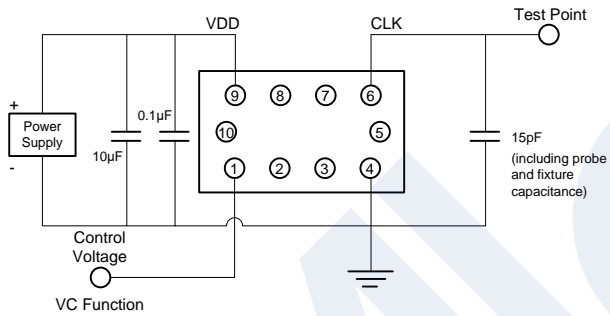 VDD
CLK
Test Point
+
Power
Supply
-
10µF
0.1µF
9
8
7
6
10
5
1
2
3
4
15pF
(including probe
and fixture
capacitance)
Control
Voltage
VC Function